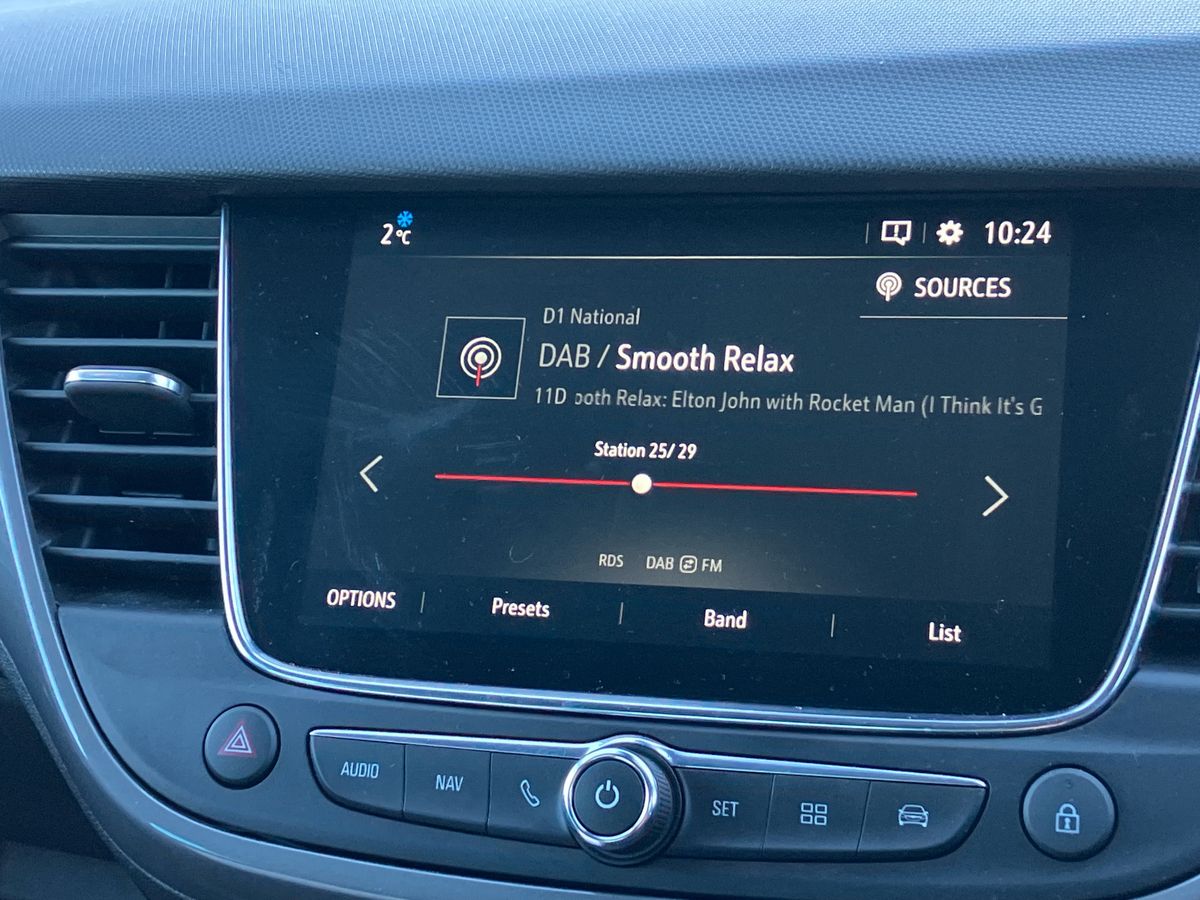 2°C 10:24
SOURCES
D1 National
DAB / Smooth Relax
11D ooth Relax: Elton John with Rocket Man (I Think It's G
Station 25/ 29
RDS DAB FM
OPTIONS Presets Band List
AUDIO NAV SET